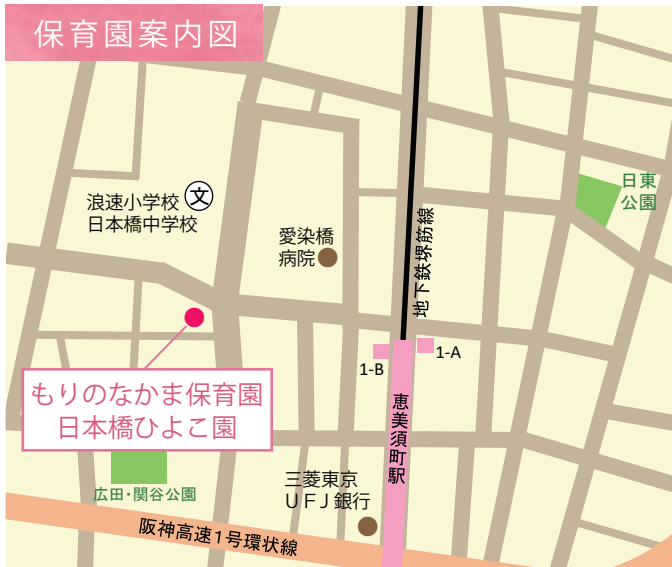 保育園案内図
日東
公園
浪速小学校
日本橋中学校
文
愛染橋
病院
地下鉄堺筋線
1-B
1-A
もりのなかま保育園
日本橋ひよこ園
恵美須町駅
広田・関谷公園
三菱東京
UFJ銀行
阪神高速1号環状線